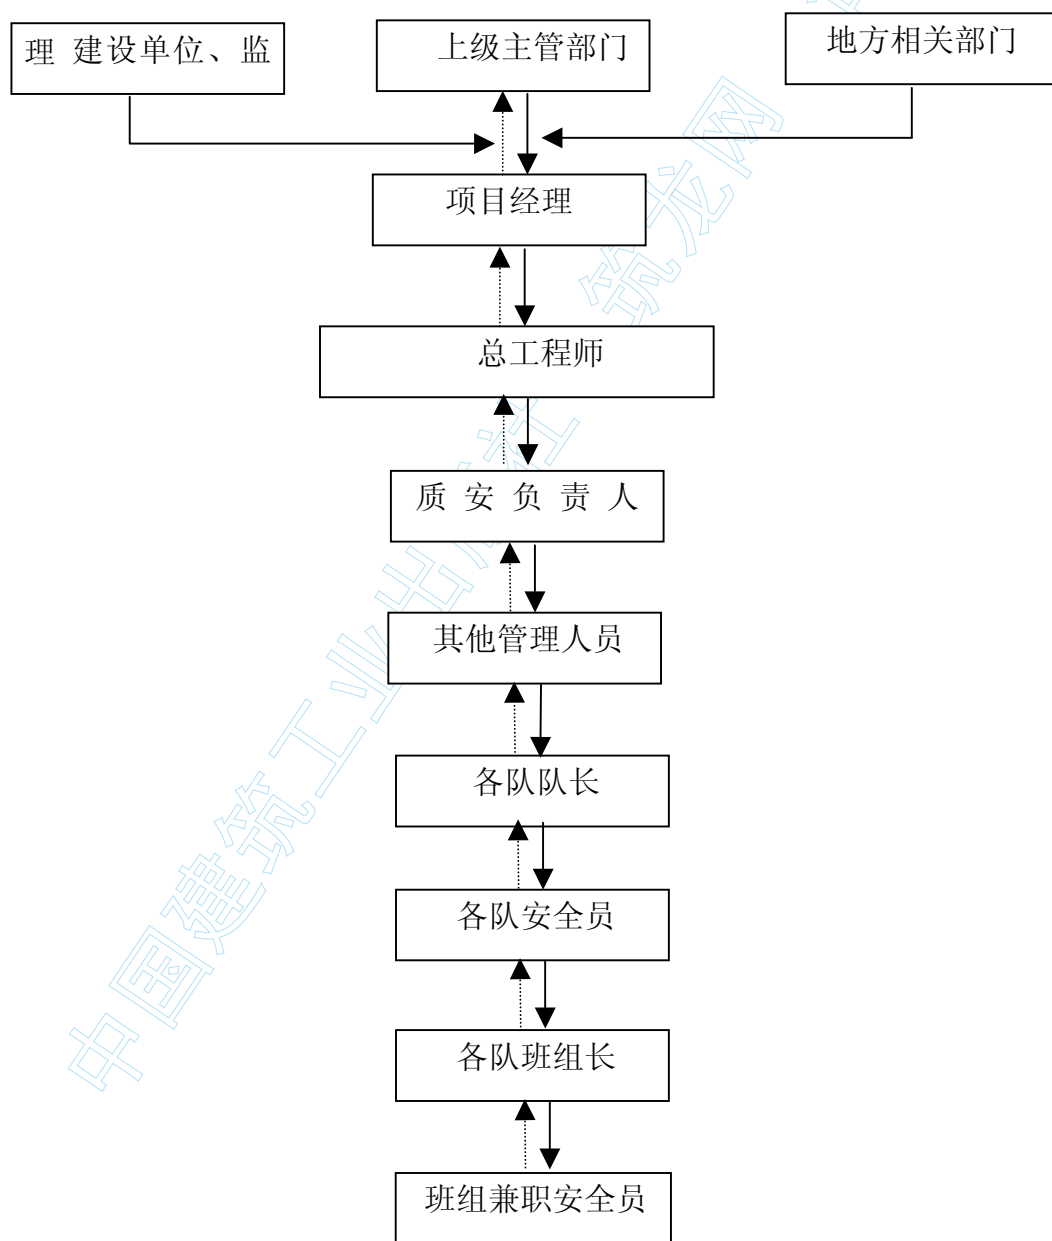 理 建设单位、监
上级主管部门
地方相关部门
项目经理
总工程师
质 安 负 责 人
其他管理人员
各队队长
各队安全员
各队班组长
班组兼职安全员
中国建筑工业出版社 筑龙网